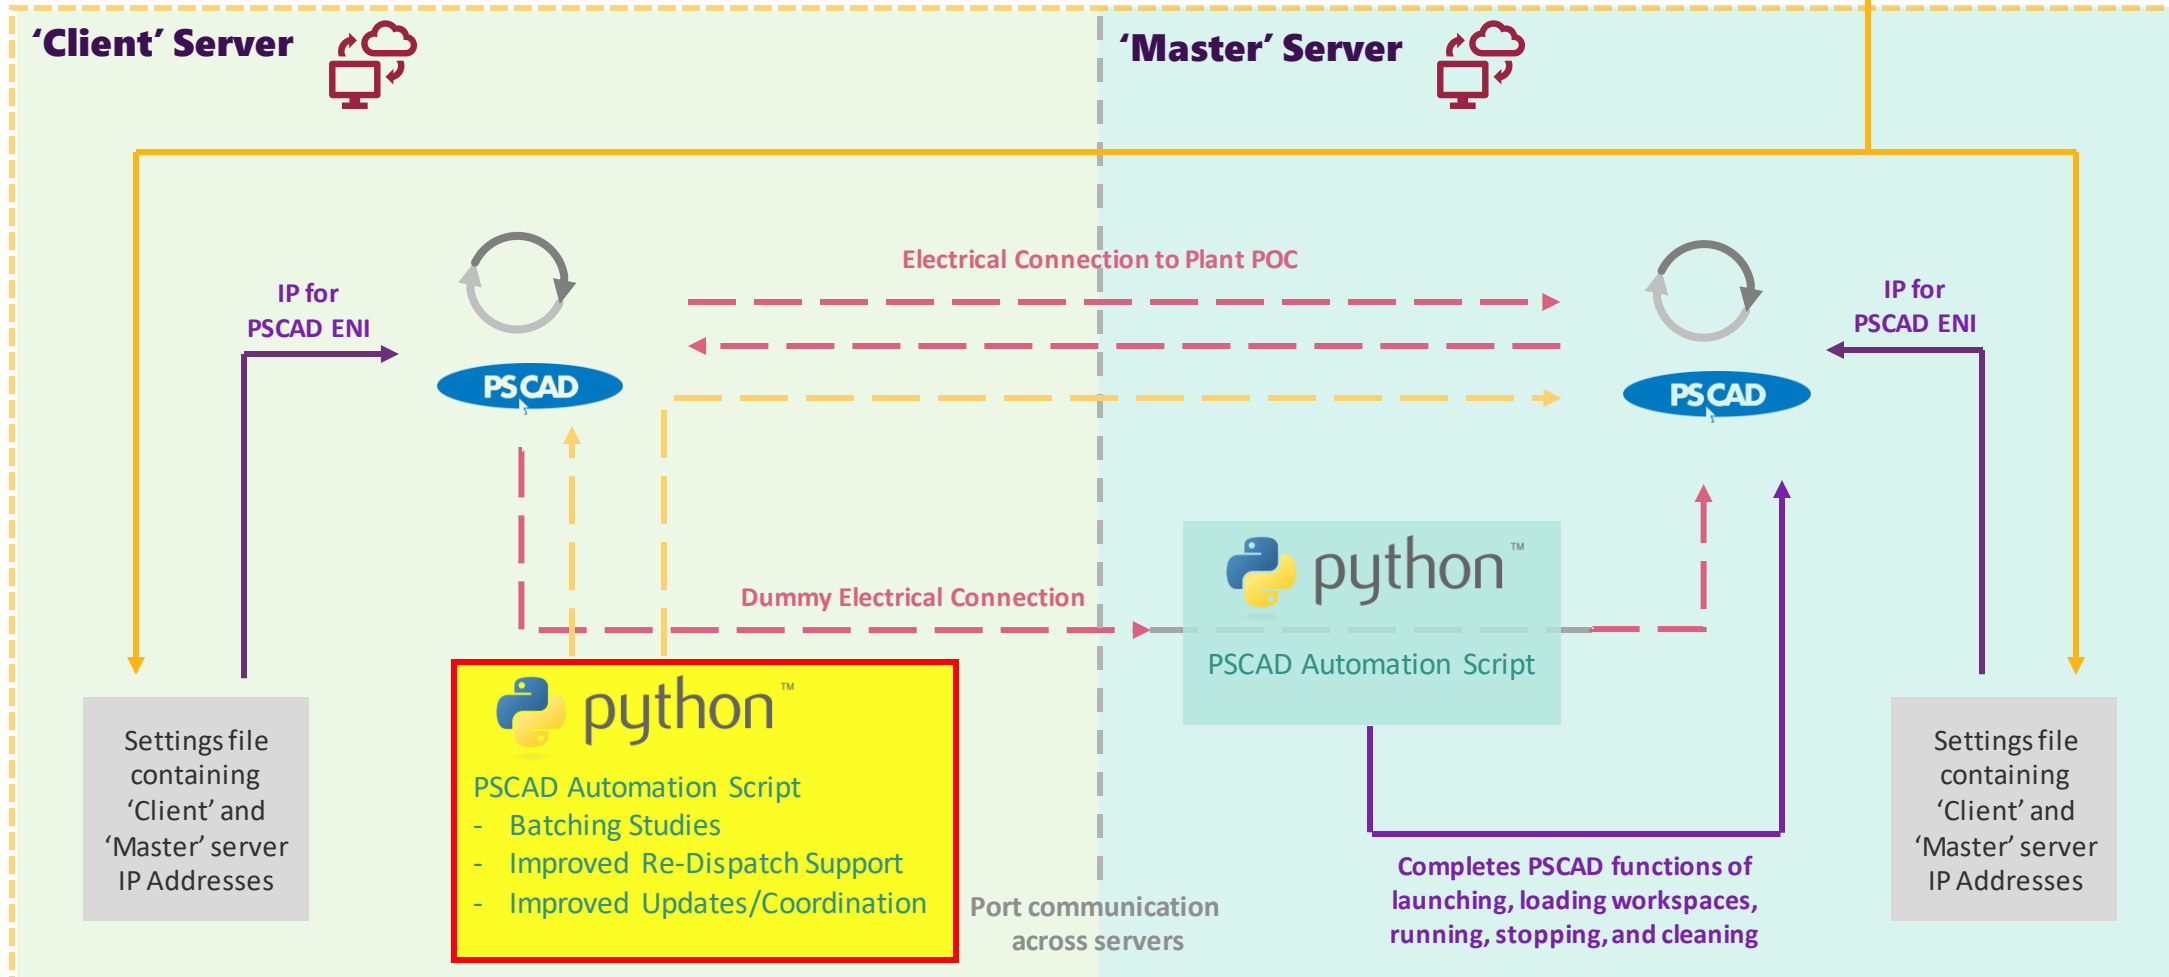 ‘Client’ Server
‘Master’ Server
Electrical Connection to Plant POC
IP for
PSCAD ENI
IP for
PSCAD ENI
PSCAD
PSCAD
python™
PSCAD Automation Script
Dummy Electrical Connection
python™
PSCAD Automation Script
- Batching Studies
- Improved Re-Dispatch Support
- Improved Updates/Coordination
Settings file
containing
‘Client’ and
‘Master’ server
IP Addresses
Port communication
across servers
Completes PSCAD functions of
launching, loading workspaces,
running, stopping, and cleaning
Settings file
containing
‘Client’ and
‘Master’ server
IP Addresses